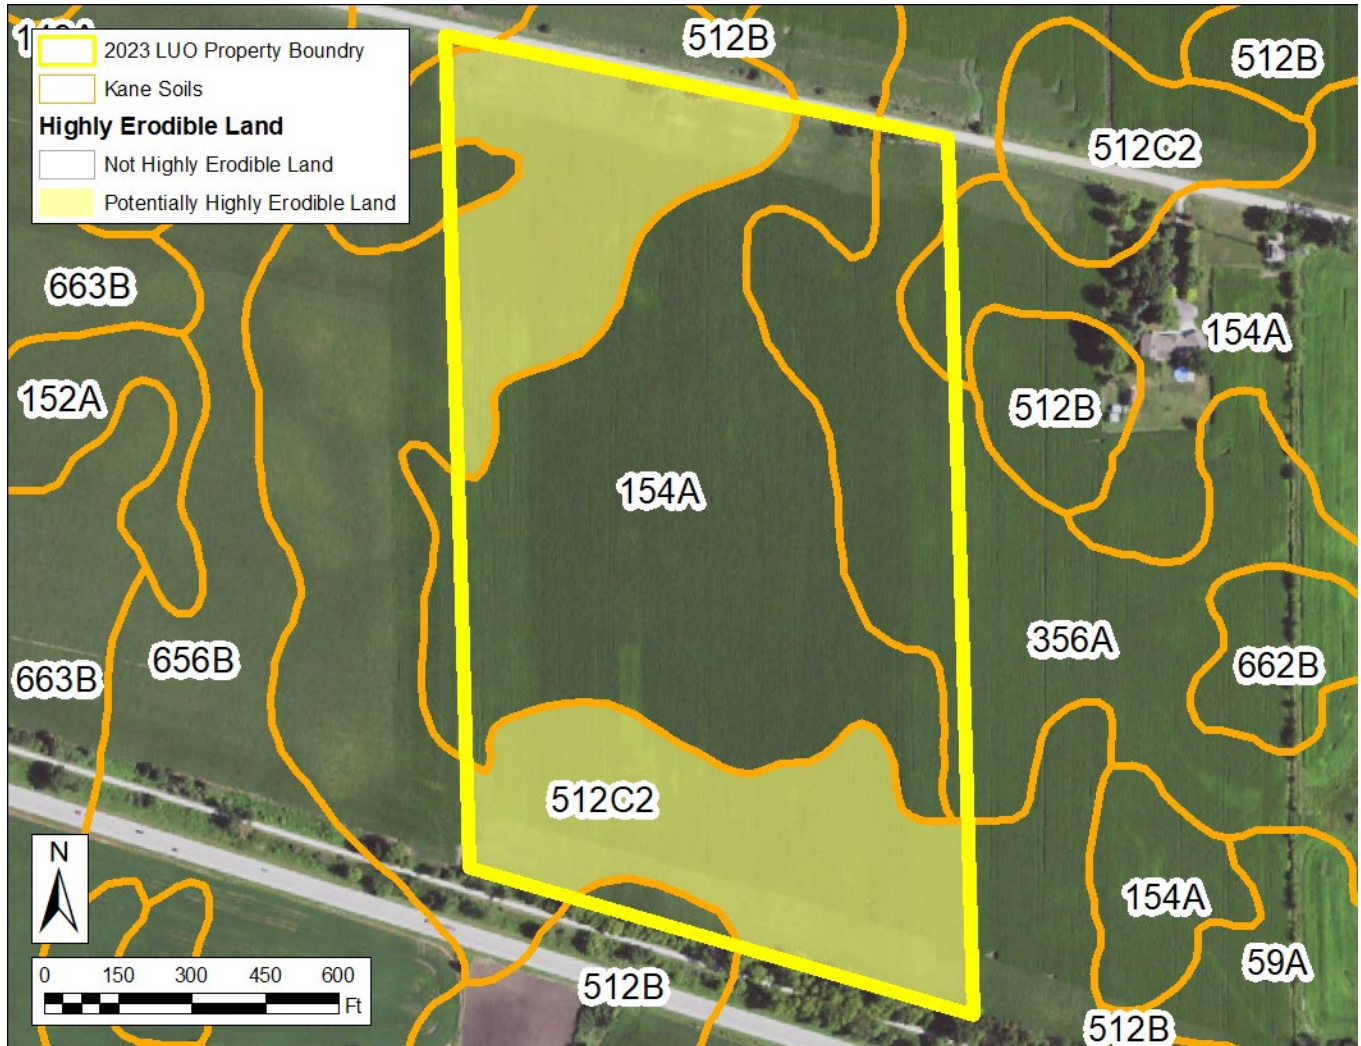 512B
512B
2023 LUO Property Boundry
Kane Soils
Highly Erodible Land
Not Highly Erodible Land
Potentially Highly Erodible Land
512C2
663B
154A
152A
512B
154A
356A
663B
656B
662B
512C2
154A
N
59A
512B
512B
0 150 300 450 600
Ft